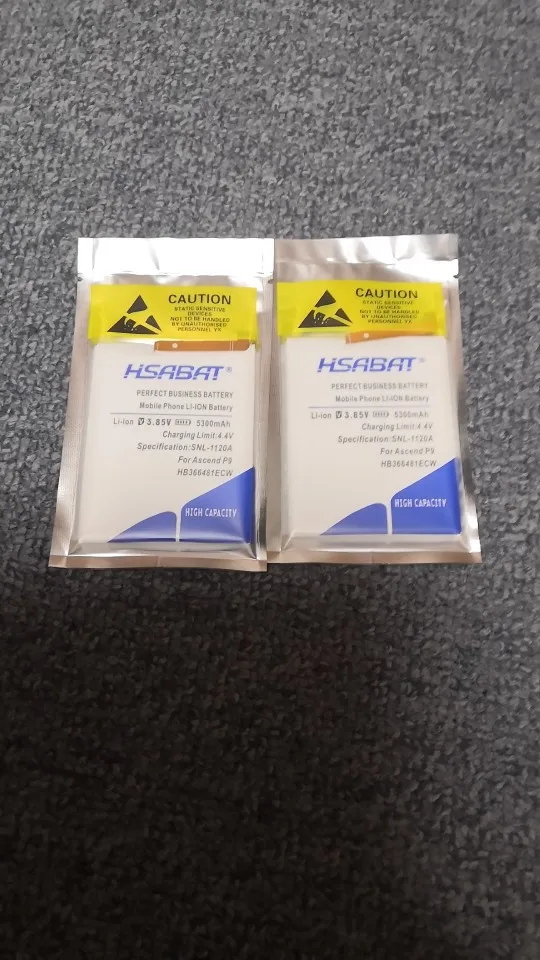 CAUTION
STATIC SENSITIVE
DEVICES
NOT TO BE HANDLED
BY UNAUTHORISED
PERSONNEL YX
HSABAT®
PERFECT BUSINESS BATTERY
Mobile Phone LI-ION Battery
Li-ion 3.85V 5300mAh
Charging Limit:4.4V
Specification:SNL-1120A
For Ascend P9
HB366481ECW
HIGH CAPACITY
CAUTION
STATIC SENSITIVE
DEVICES
NOT TO BE HANDLED
BY UNAUTHORISED
PERSONNEL YX
HSABAT®
PERFECT BUSINESS BATTERY
Mobile Phone LI-ION Battery
Li-ion 3.85V 5300mAh
Charging Limit:4.4V
Specification:SNL-1120A
For Ascend P9
HB366481ECW
HIGH CAPACITY